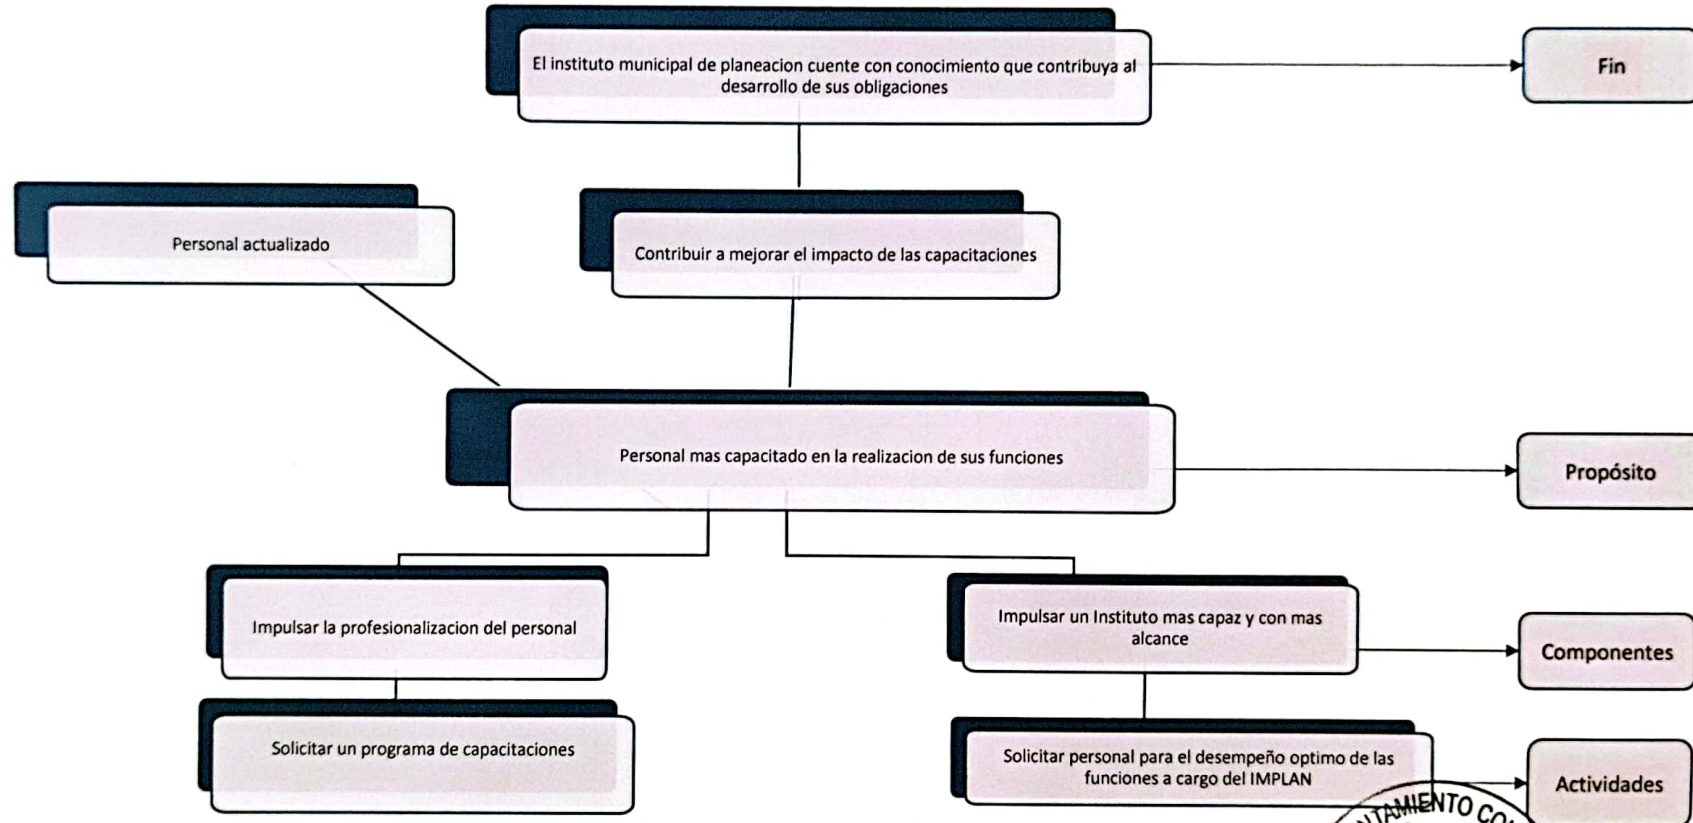 El instituto municipal de planeacion cuente con conocimiento que contribuya al
desarrollo de sus obligaciones
Fin
Personal actualizado
Contribuir a mejorar el impacto de las capacitaciones
Personal mas capacitado en la realizacion de sus funciones
Propósito
Impulsar la profesionalizacion del personal
Impulsar un Instituto mas capaz y con mas
alcance
Componentes
Solicitar un programa de capacitaciones
Solicitar personal para el desempeño optimo de las
funciones a cargo del IMPLAN
Actividades